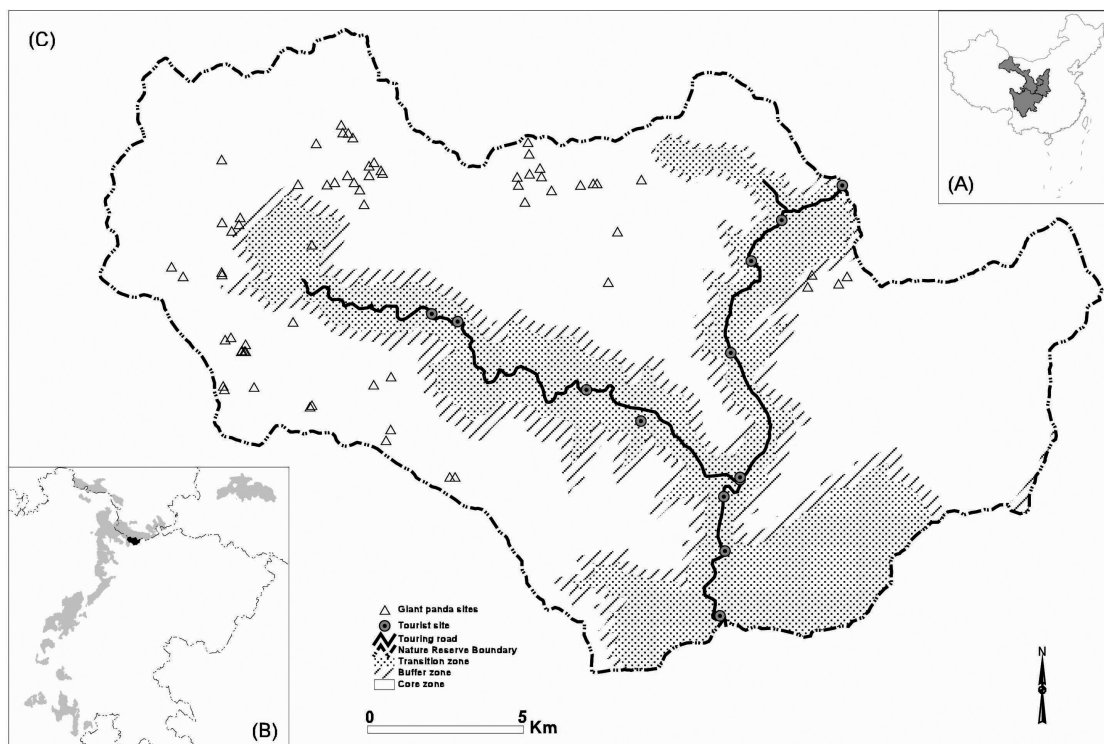 (C)
(A)
Giant panda sites
Tourist site
Touring road
Nature Reserve Boundary
Transition zone
Buffer zone
Core zone
0 5
Km
N
(B)